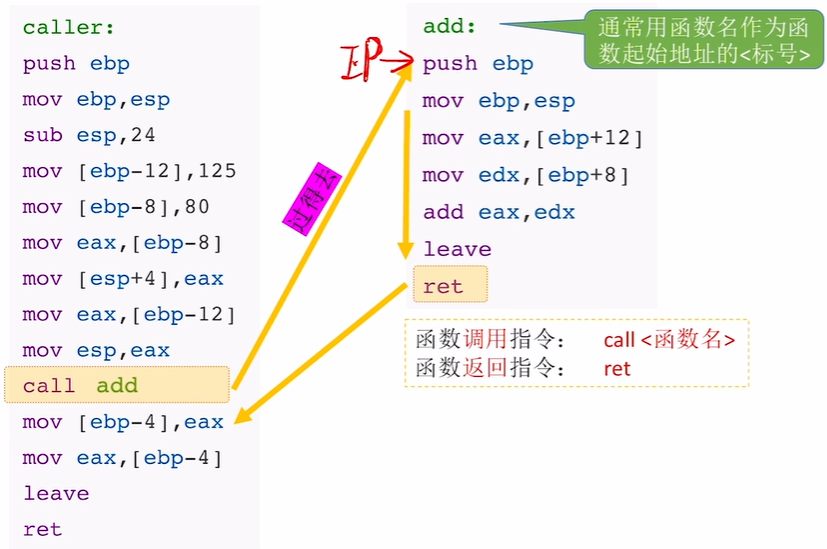 caller:
push ebp
mov ebp,esp
sub esp,24
mov [ebp-12],125
mov [ebp-8],80
mov eax,[ebp-8]
mov [esp+4],eax
mov eax,[ebp-12]
mov esp,eax
call add
mov [ebp-4],eax
mov eax,[ebp-4]
leave
ret
过得去
IP
add:
push ebp
mov ebp,esp
mov eax,[ebp+12]
mov edx,[ebp+8]
add eax,edx
leave
ret
通常用函数名作为函
数起始地址的<标号>
函数调用指令: call <函数名>
函数返回指令: ret